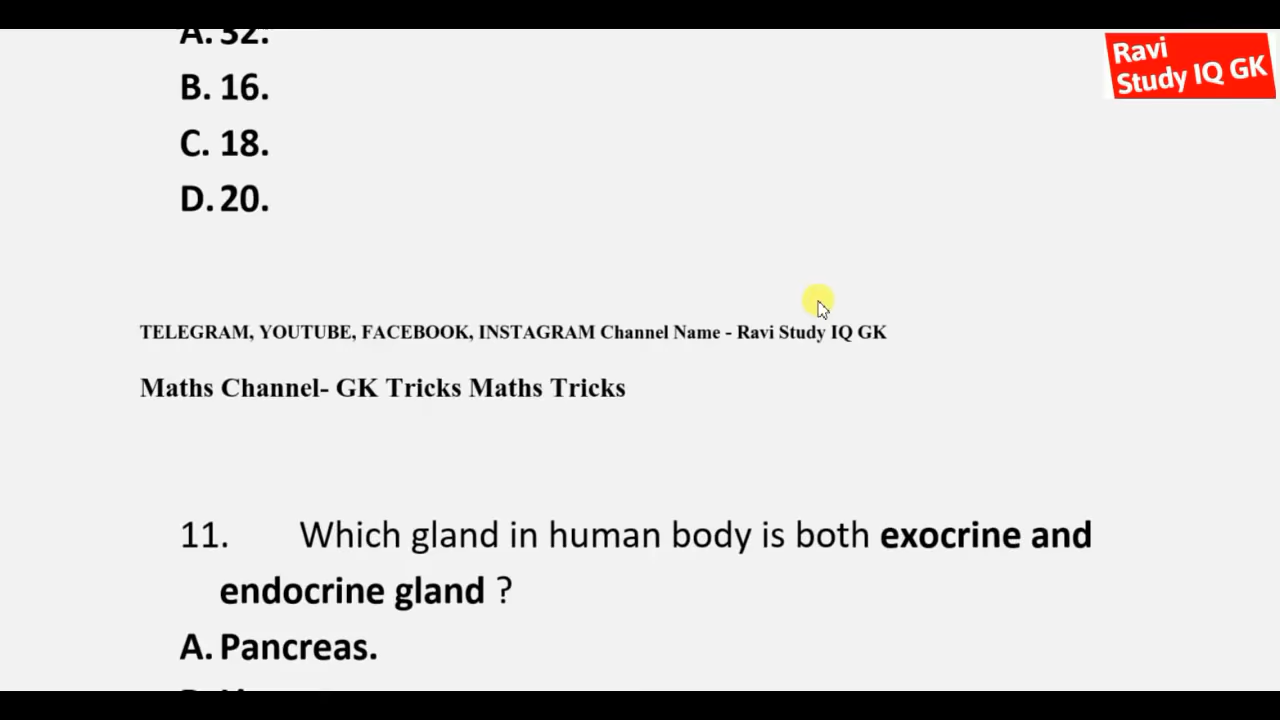 A. 32.
Ravi
Study IQ GK
B. 16.
C. 18.
D. 20.
TELEGRAM, YOUTUBE, FACEBOOK, INSTAGRAM Channel Name - Ravi Study IQ GK
Maths Channel- GK Tricks Maths Tricks
11. Which gland in human body is both exocrine and
endocrine gland ?
A. Pancreas.